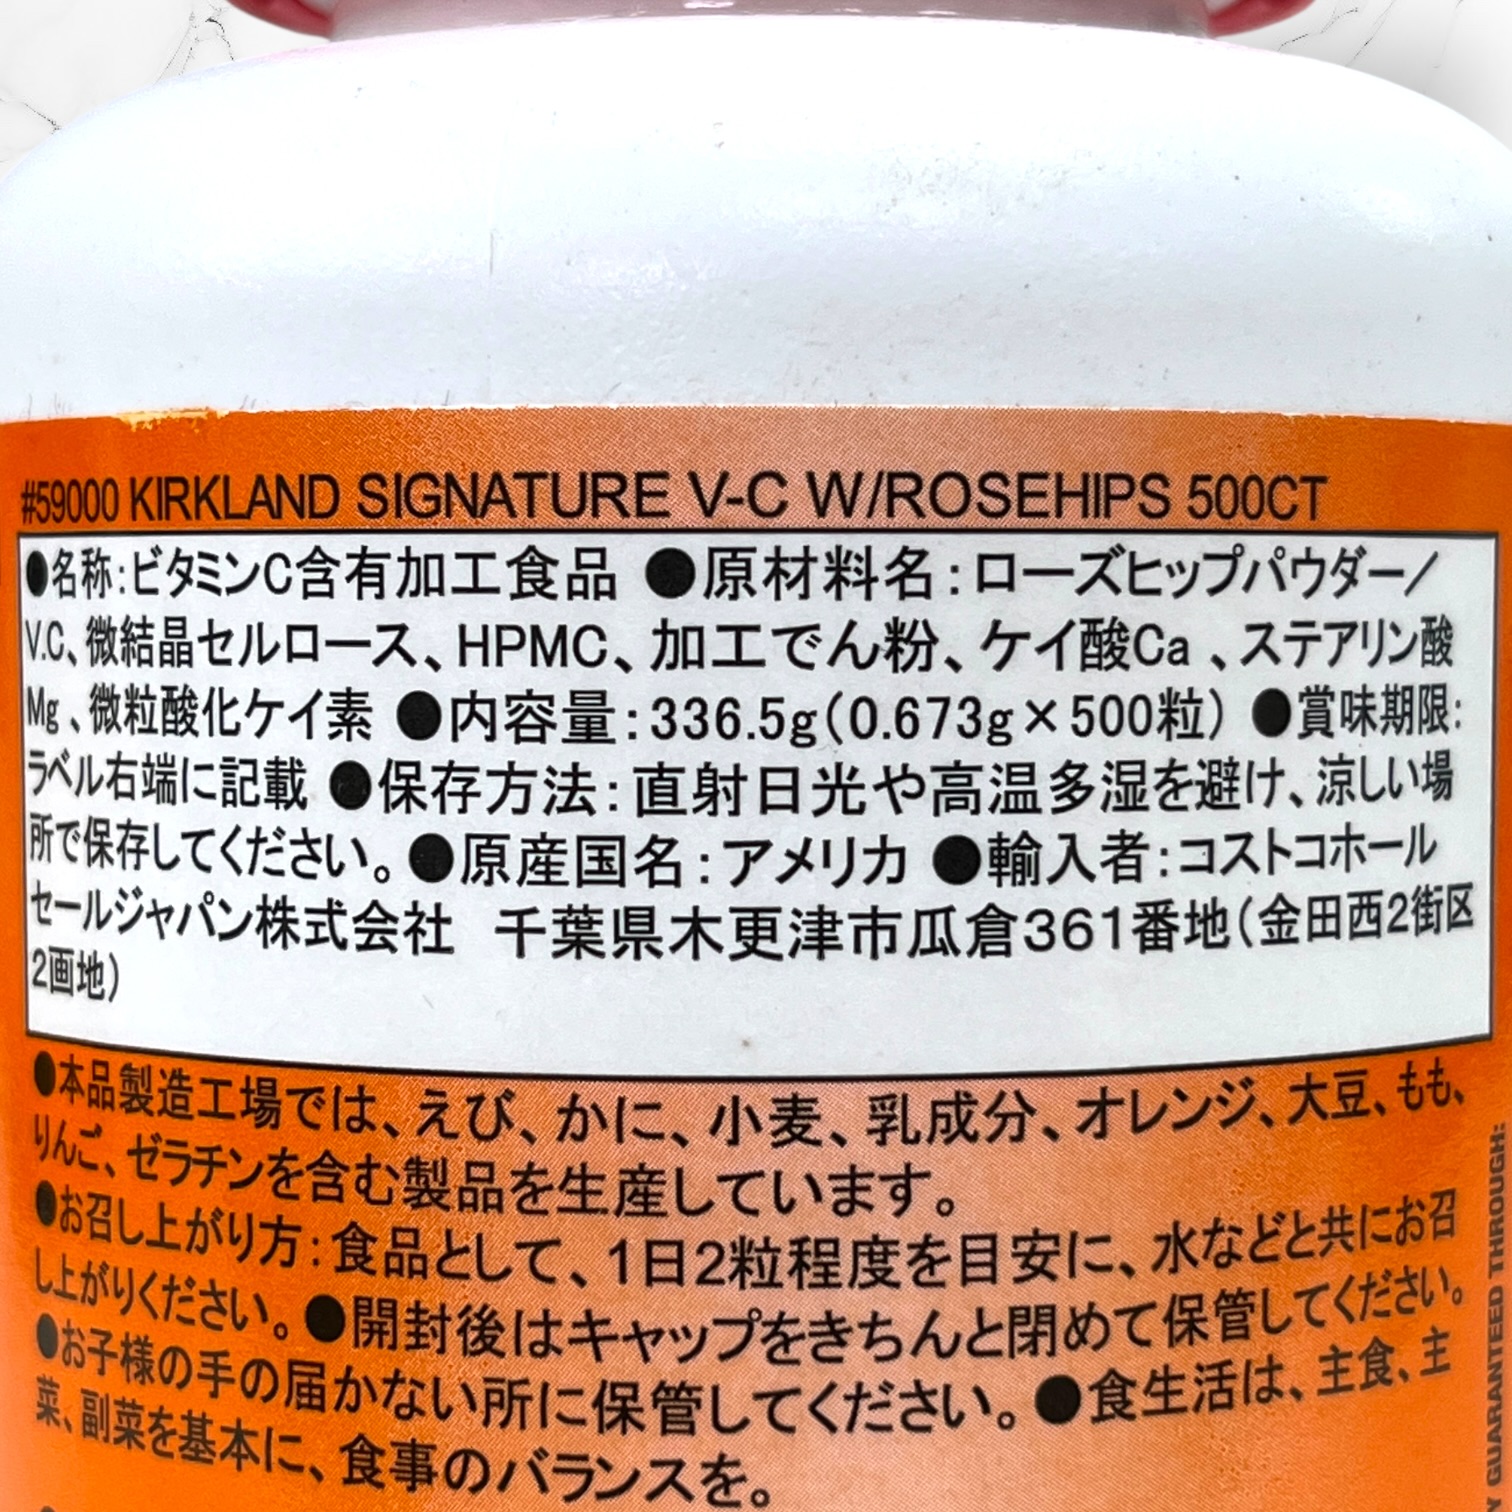 #59000 KIRKLAND SIGNATURE V-C W/ROSEHIPS 500CT
●名称:ビタミンC含有加工食品 ●原材料名:ローズヒップパウダー/
V.C、微結晶セルロース、HPMC、加工でん粉、ケイ酸Ca、ステアリン酸
Mg、微粒酸化ケイ素 ●内容量:336.5g(0.673g×500粒) ●賞味期限:
ラベル右端に記載 ●保存方法:直射日光や高温多湿を避け、涼しい場
所で保存してください。●原産国名:アメリカ ●輸入者:コストコホール
セールジャパン株式会社 千葉県木更津市瓜倉361番地(金田西2街区
2画地)
●本品製造工場では、えび、かに、小麦、乳成分、オレンジ、大豆、もも、
りんご、ゼラチンを含む製品を生産しています。
●お召し上がり方:食品として、1日2粒程度を目安に、水などと共にお召
し上がりください。●開封後はキャップをきちんと閉めて保管してください。
●お子様の手の届かない所に保管してください。●食生活は、主食、主
菜、副菜を基本に、食事のバランスを。
GUARANTEED THROUGH: